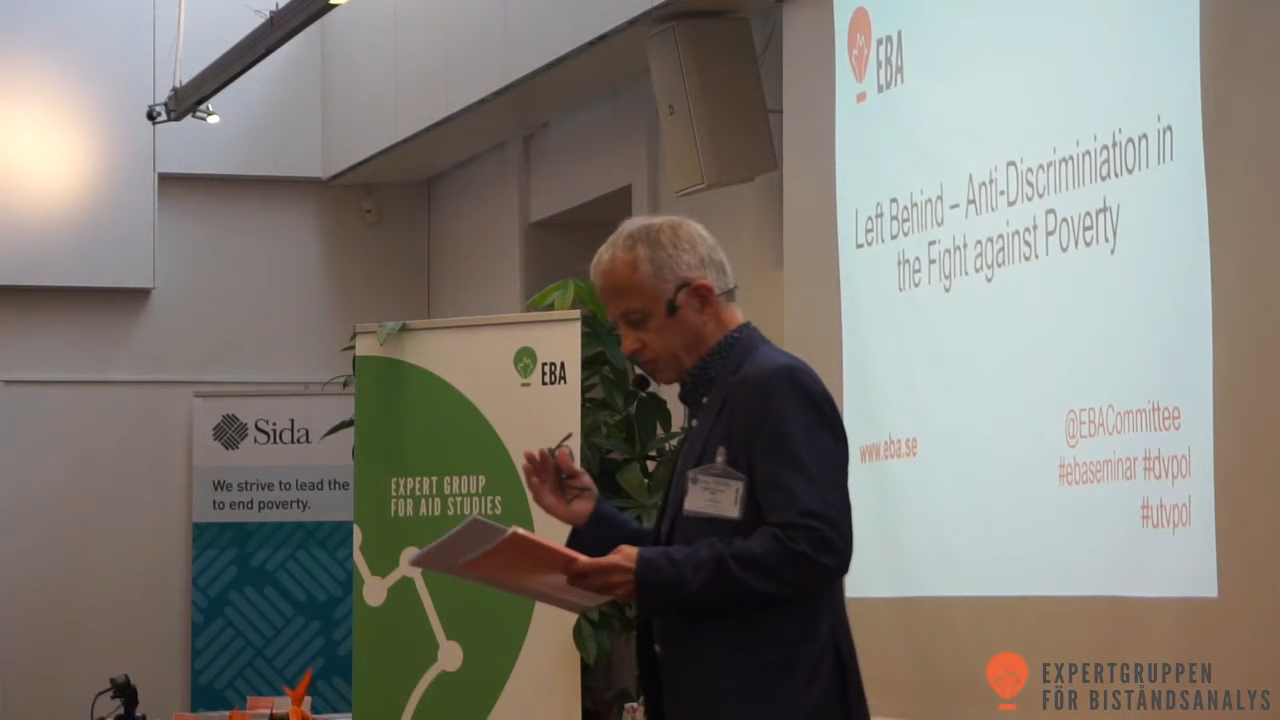 EBA
Left Behind – Anti-Discriminiation in
the Fight against Poverty
@EBACommittee
www.eba.se
#ebaseminar #dvpol
#utvpol
EBA
EXPERT GROUP
FOR AID STUDIES
Sida
We strive to lead the
to end poverty.
EXPERTGRUPPEN
FÖR BISTÅNDSANALYS